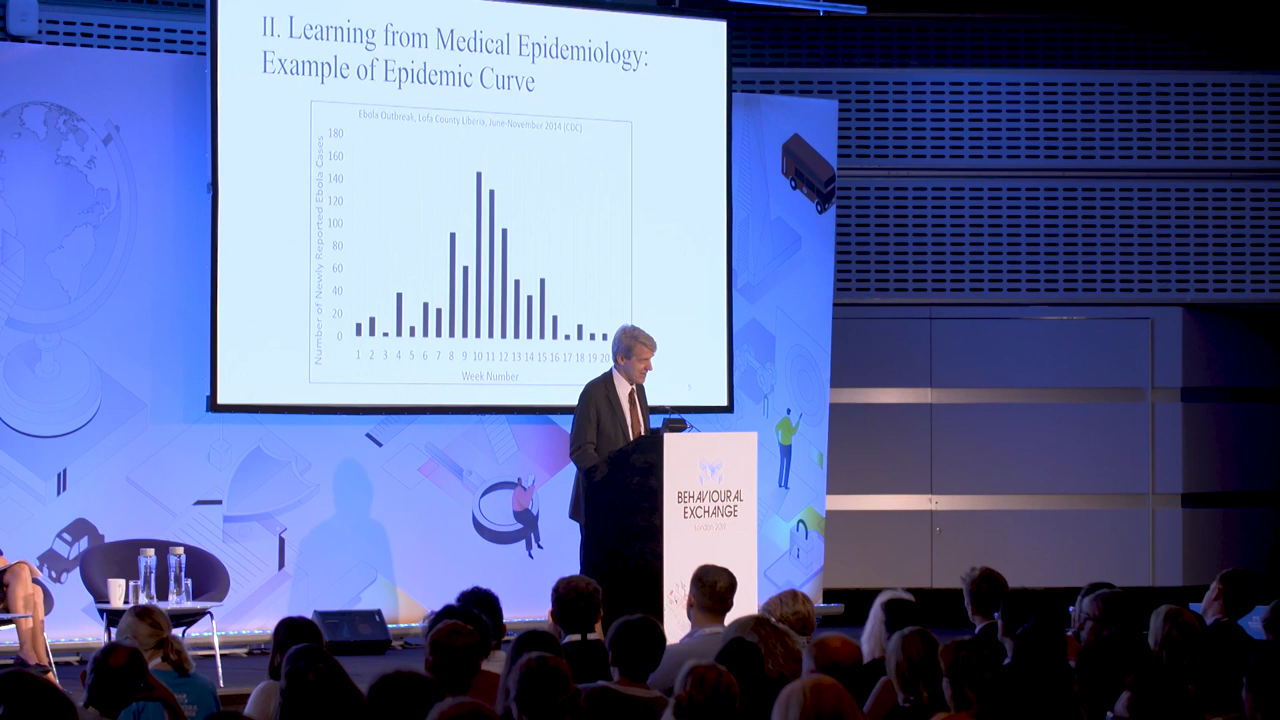 II. Learning from Medical Epidemiology:
Example of Epidemic Curve
Ebola Outbreak, Lofa County Liberia, June-November 2014 (CDC)
Number of Newly Reported Ebola Cases
180
160
140
120
100
80
60
40
20
0
1 2 3 4 5 6 7 8 9 10 11 12 13 14 15 16 17 18 19 20
Week Number
BEHAVIOURAL
EXCHANGE
London